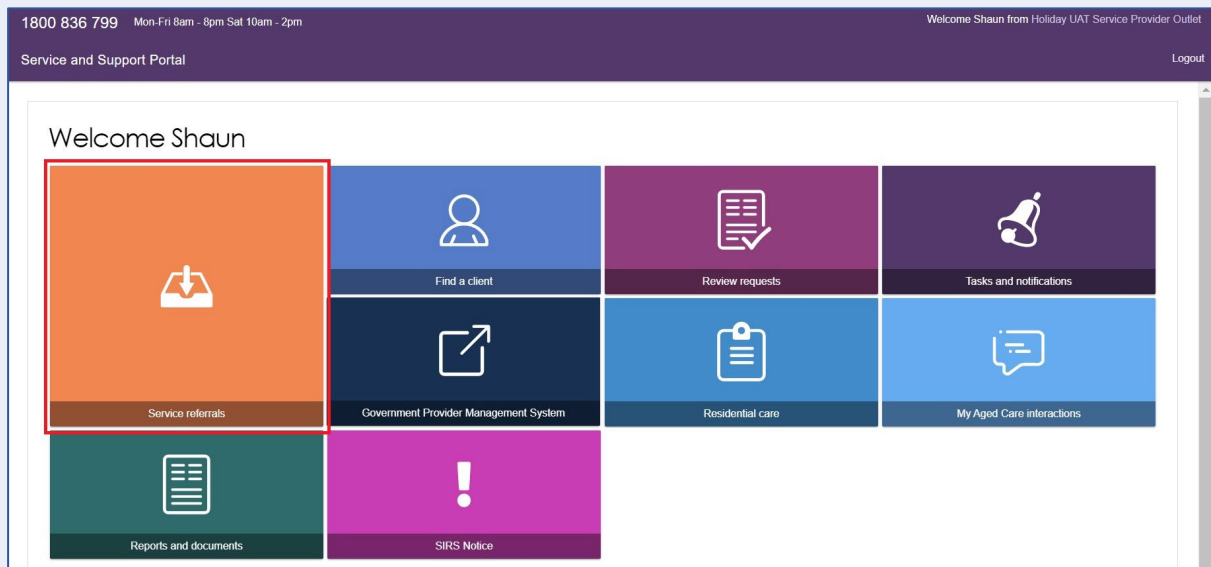 1800 836 799 Mon-Fri 8am - 8pm Sat 10am - 2pm
Welcome Shaun from Holiday UAT Service Provider Outlet
Service and Support Portal
Logout
Welcome Shaun
Find a client
Review requests
Tasks and notifications
Service referrals
Government Provider Management System
Residential care
My Aged Care interactions
Reports and documents
SIRS Notice